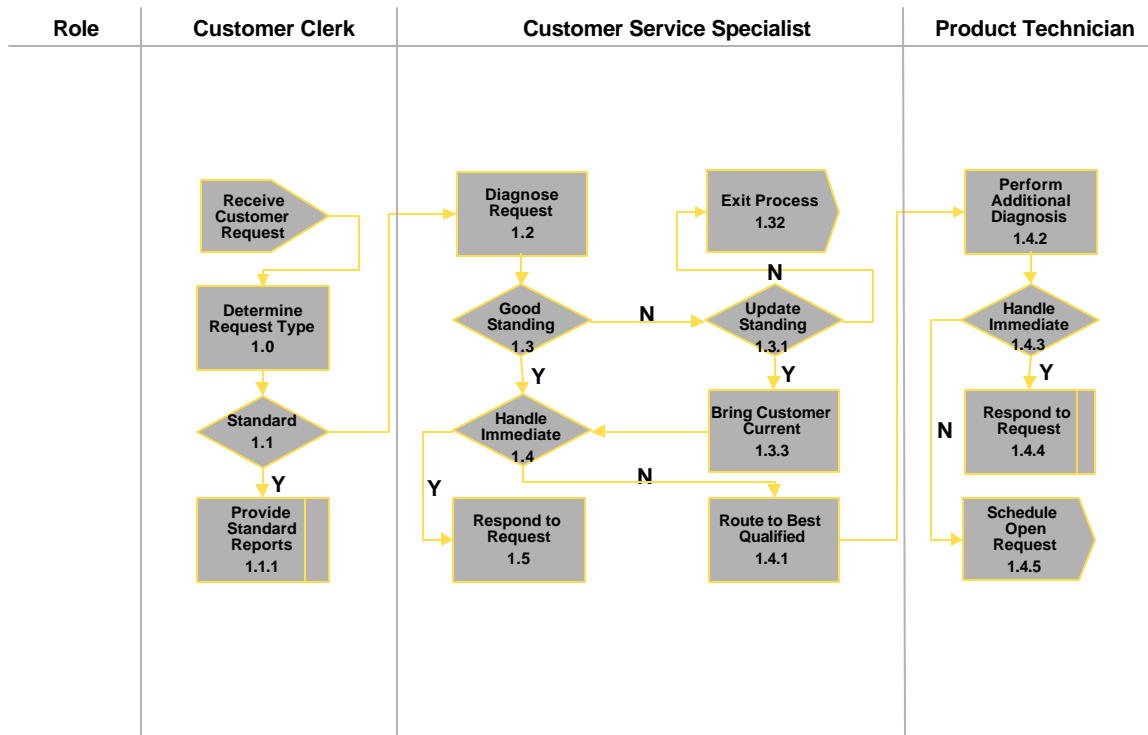 Role
Customer Clerk
Customer Service Specialist
Product Technician
Receive
Customer
Request
Determine
Request Type
1.0
Standard
1.1
Y
Provide
Standard
Reports
1.1.1
Diagnose
Request
1.2
Good
Standing
1.3
N
Y
Handle
Immediate
1.4
Y
N
Respond to
Request
1.5
Exit Process
1.32
N
Update
Standing
1.3.1
Y
Bring Customer
Current
1.3.3
Route to Best
Qualified
1.4.1
Perform
Additional
Diagnosis
1.4.2
Handle
Immediate
1.4.3
Y
N
Respond to
Request
1.4.4
Schedule
Open
Request
1.4.5